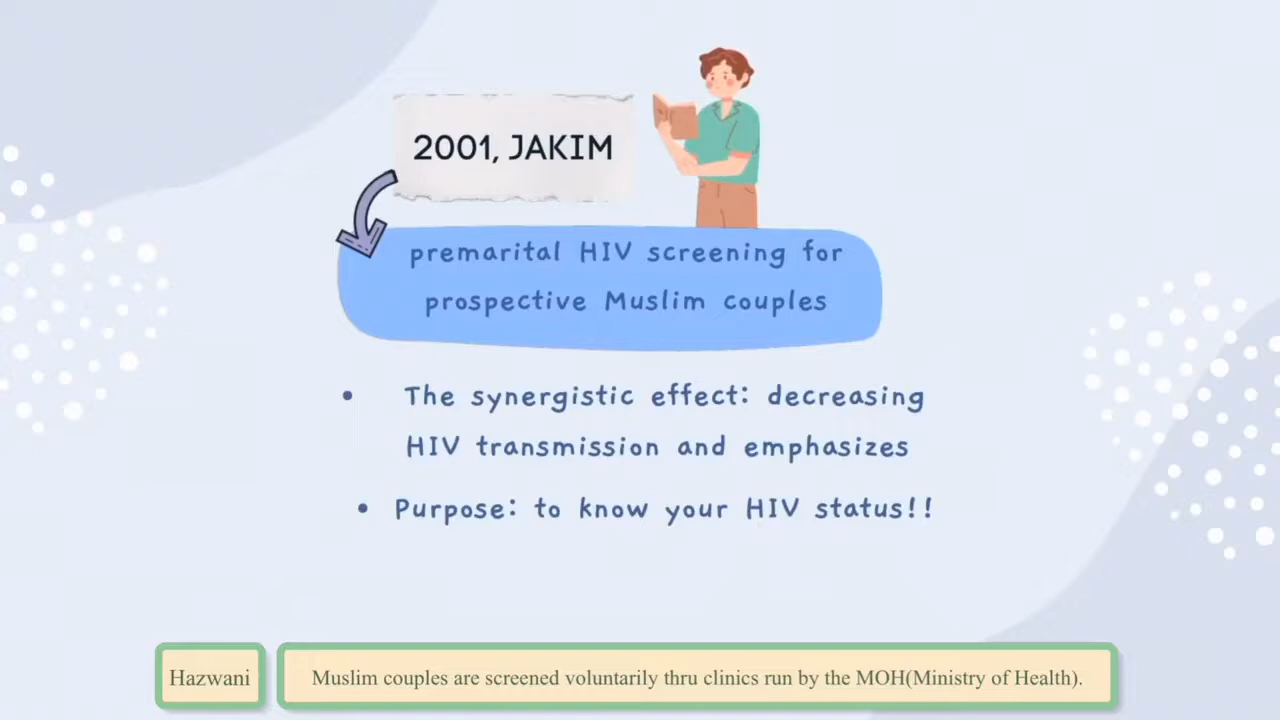 2001, JAKIM
premarital HIV screening for
prospective Muslim couples
• The synergistic effect: decreasing
HIV transmission and emphasizes
• Purpose: to know your HIV status!!
Hazwani
Muslim couples are screened voluntarily thru clinics run by the MOH(Ministry of Health).